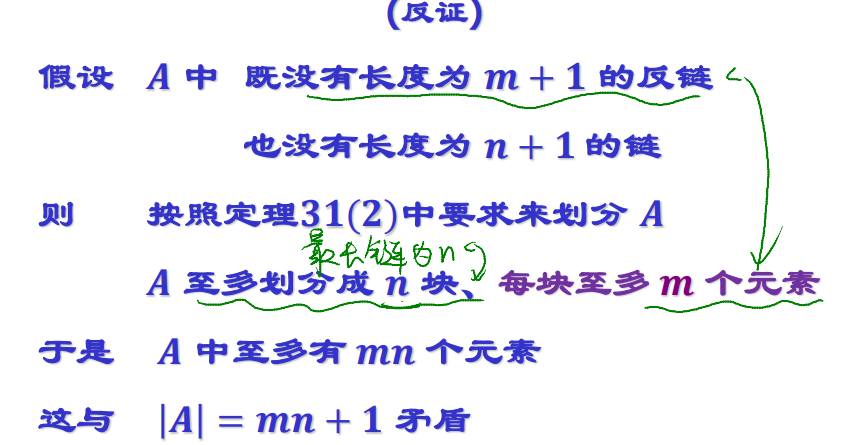 (反证)
假设 A 中 既没有长度为 m + 1 的反链
也没有长度为 n + 1 的链
则 按照定理31(2)中要求来划分 A
最长链为n
A 至多划分成 n 块、每块至多 m 个元素
于是 A 中至多有 mn 个元素
这与 |A| = mn + 1 矛盾